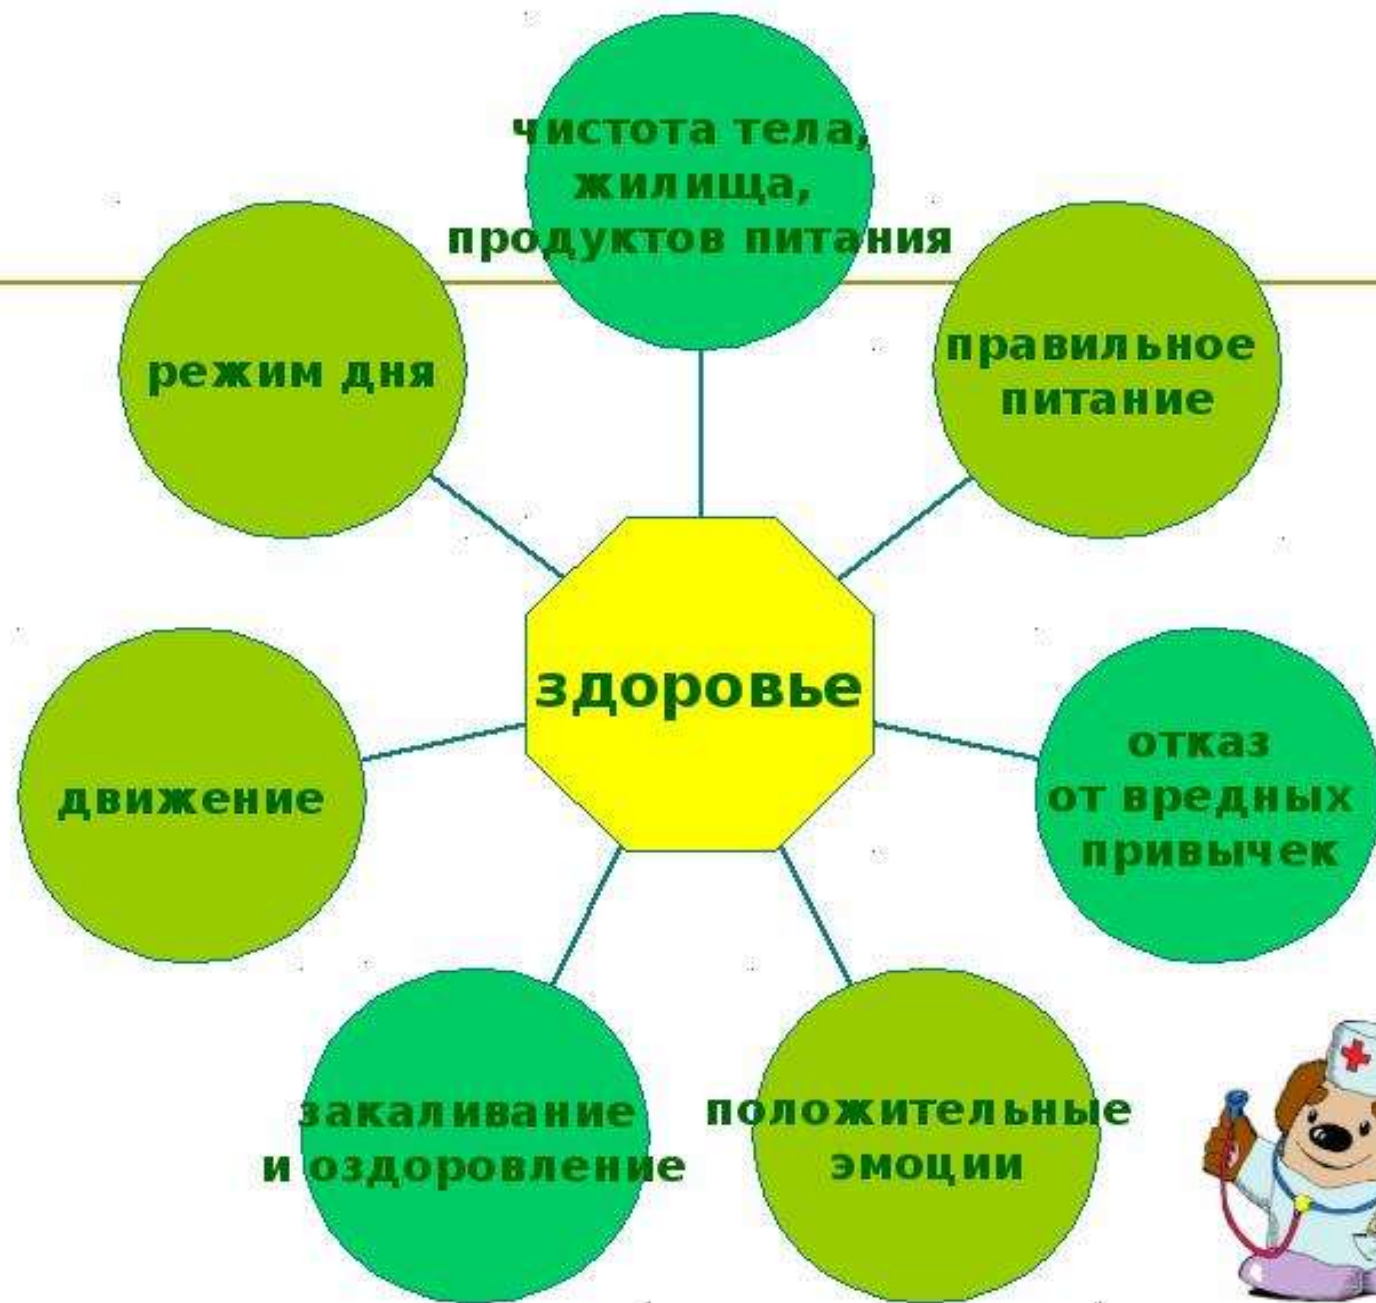 чистота тела,
жилища,
продуктов питания
режим дня
правильное
питание
здоровье
движение
отказ
от вредных
привычек
закаливание
и оздоровление
положительные
эмоции